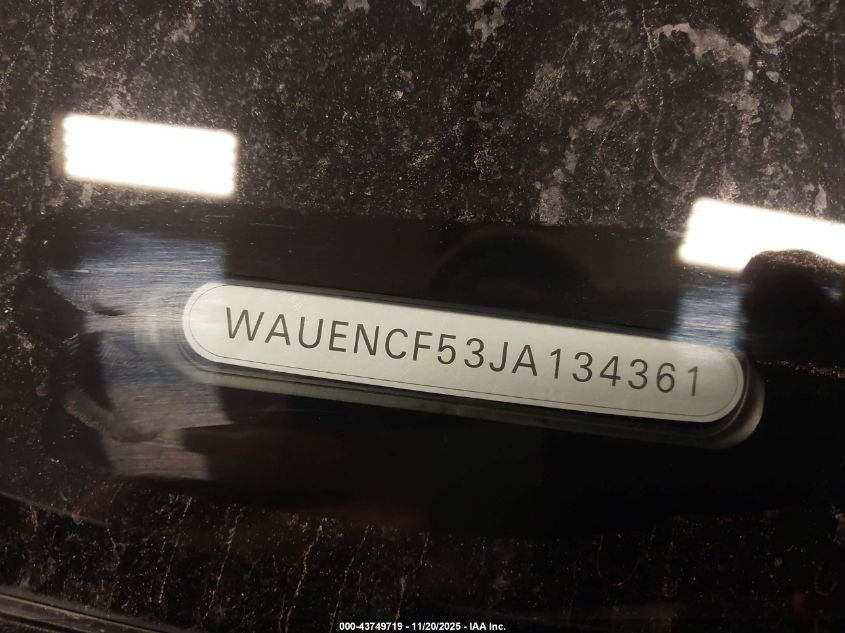 WAUENCF53JA134361
000-43749719 - 11/20/2025 - IAA Inc.